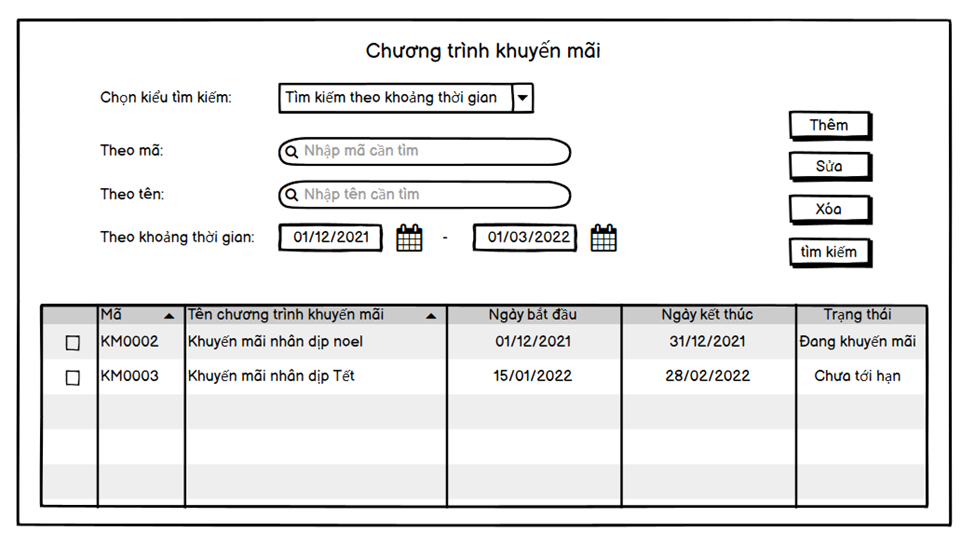 Chương trình khuyến mãi
Chọn kiểu tìm kiếm: Tìm kiếm theo khoảng thời gian
Thêm
Theo mã: Nhập mã cần tìm
Sửa
Theo tên: Nhập tên cần tìm
Xóa
Theo khoảng thời gian: 01/12/2021 - 01/03/2022
tìm kiếm
Mã Tên chương trình khuyến mãi Ngày bắt đầu Ngày kết thúc Trạng thái
KM0002 Khuyến mãi nhân dịp noel 01/12/2021 31/12/2021 Đang khuyến mãi
KM0003 Khuyến mãi nhân dịp Tết 15/01/2022 28/02/2022 Chưa tới hạn